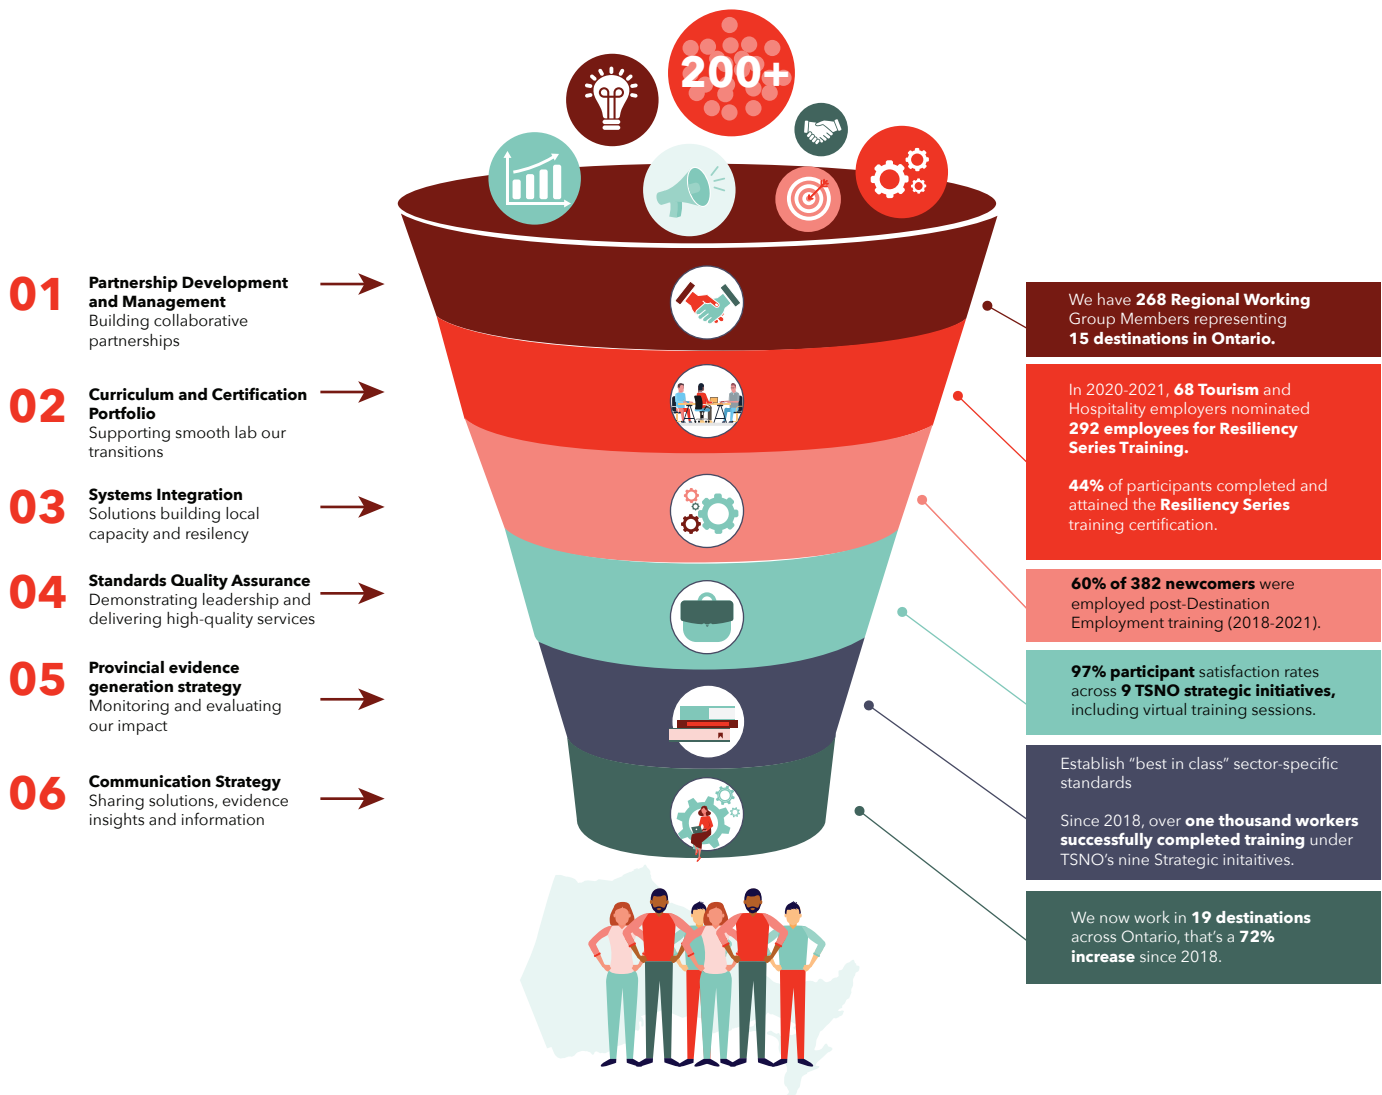 200+
01
Partnership Development
and Management
Building collaborative
partnerships
02
Curriculum and Certification
Portfolio
Supporting smooth lab our
transitions
03
Systems Integration
Solutions building local
capacity and resilency
04
Standards Quality Assurance
Demonstrating leadership and
delivering high-quality services
05
Provincial evidence
generation strategy
Monitoring and evaluating
our impact
06
Communication Strategy
Sharing solutions, evidence
insights and information
We have 268 Regional Working
Group Members representing
15 destinations in Ontario.
In 2020-2021, 68 Tourism and
Hospitality employers nominated
292 employees for Resiliency
Series Training.
44% of participants completed and
attained the Resiliency Series
training certification.
60% of 382 newcomers were
employed post-Destination
Employment training (2018-2021).
97% participant satisfaction rates
across 9 TSNO strategic initiatives,
including virtual training sessions.
Establish “best in class” sector-specific
standards
Since 2018, over one thousand workers
successfully completed training under
TSNO’s nine Strategic initaitives.
We now work in 19 destinations
across Ontario, that’s a 72%
increase since 2018.